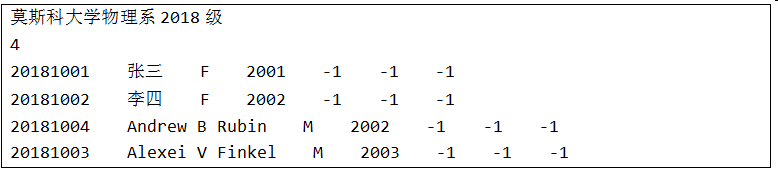 莫斯科大学物理系 2018 级
4
20181001 张三 F 2001 -1 -1 -1
20181002 李四 F 2002 -1 -1 -1
20181004 Andrew B Rubin M 2002 -1 -1 -1
20181003 Alexei V Finkel M 2003 -1 -1 -1